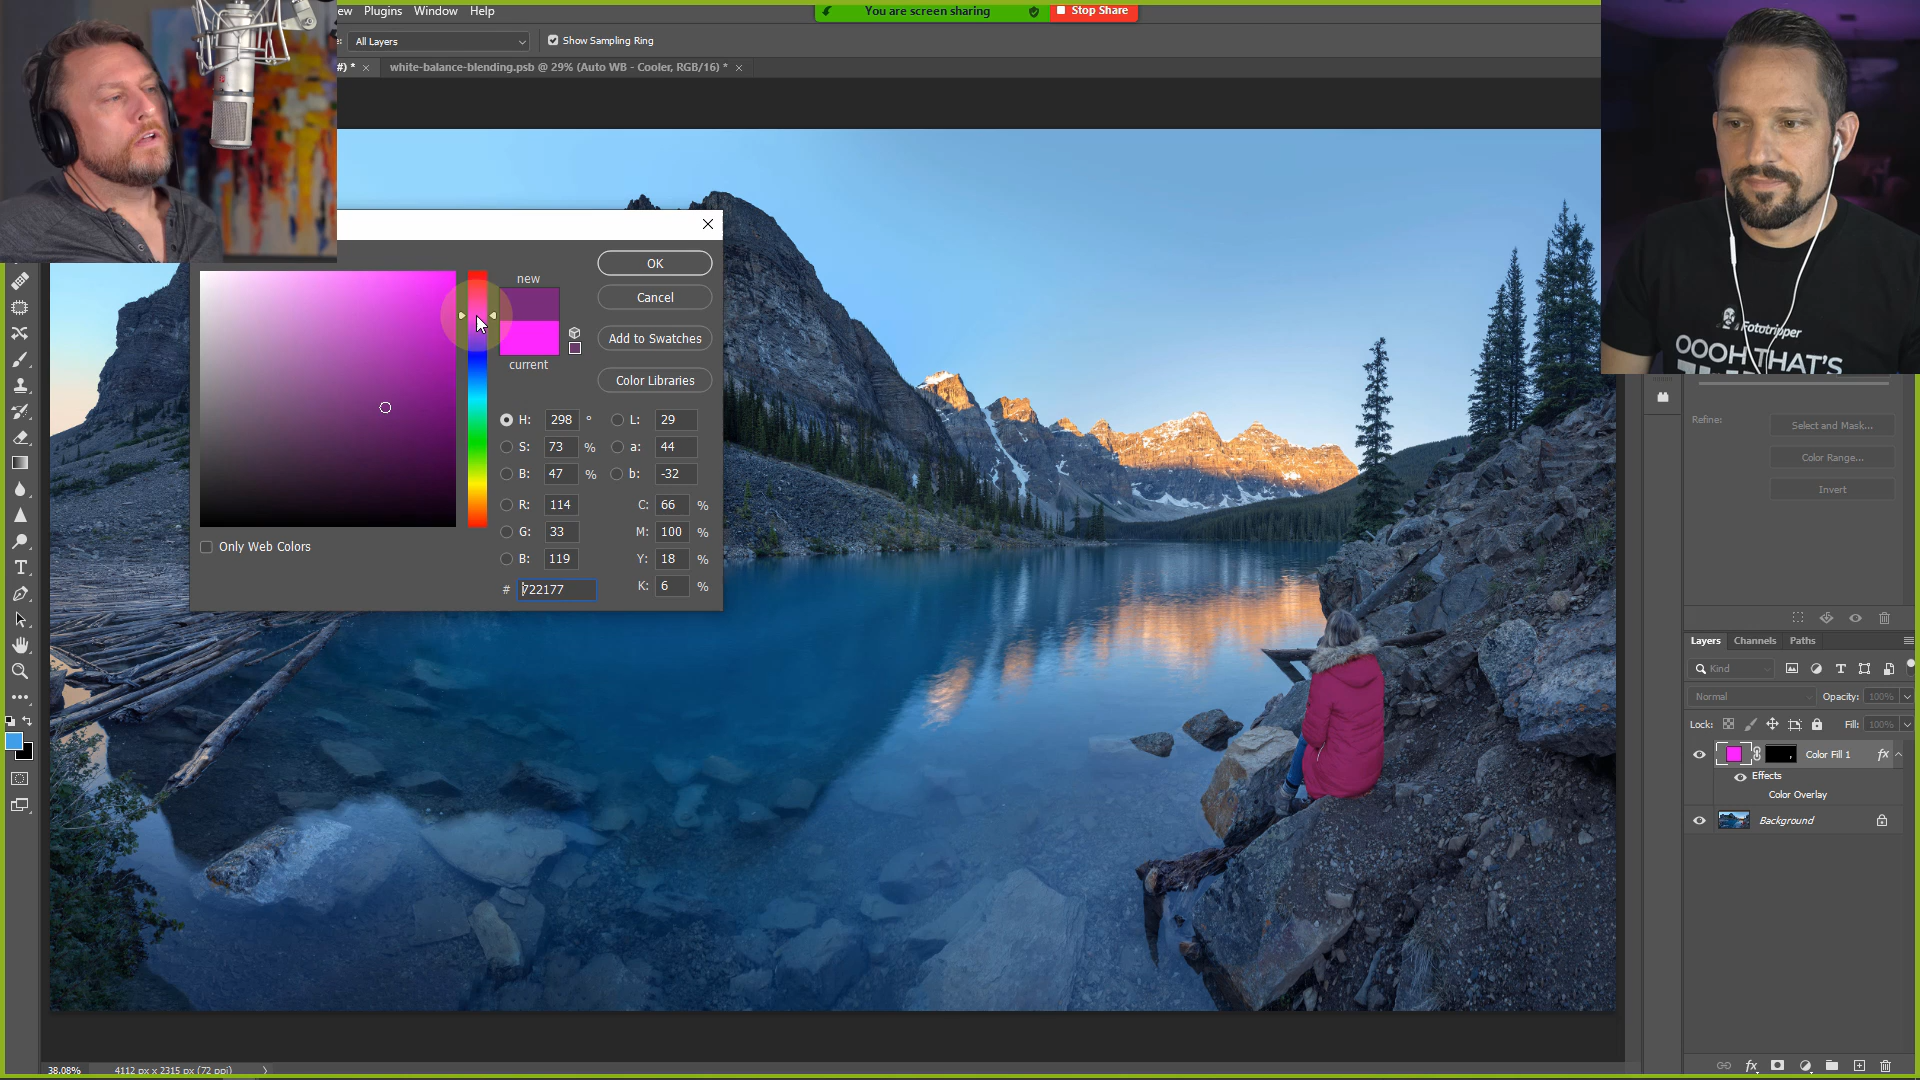 ew Plugins Window Help
You are screen sharing
Stop Share
All Layers
Show Sampling Ring
#) * ×
white-balance-blending.psb @ 29% (Auto WB - Cooler, RGB/16) * ×
Fototripper
OOOH THAT'S
new
current
OK
Cancel
Add to Swatches
Color Libraries
H: 298 °
L: 29
S: 73 %
a: 44
B: 47 %
b: -32
R: 114
C: 66 %
G: 33
M: 100 %
B: 119
Y: 18 %
# 722177
K: 6 %
Only Web Colors
Refine:
Select and Mask...
Color Range...
Invert
Layers Channels Paths
Kind
Normal
Opacity: 100%
Lock:
Fill: 100%
Color Fill 1 fx
Effects
Color Overlay
Background
38.08%
4112 px x 2315 px (72 ppi)